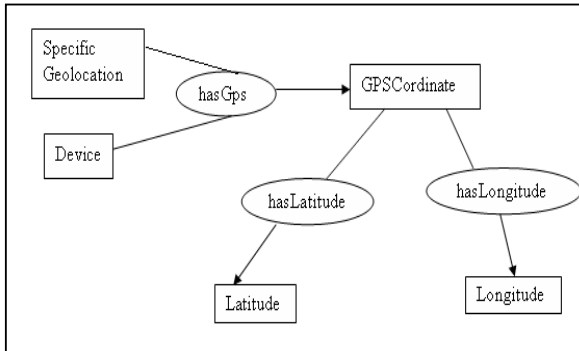 Specific
Geolocation
hasGps
GPSCordinate
Device
hasLatitude
hasLongitude
Latitude
Longitude